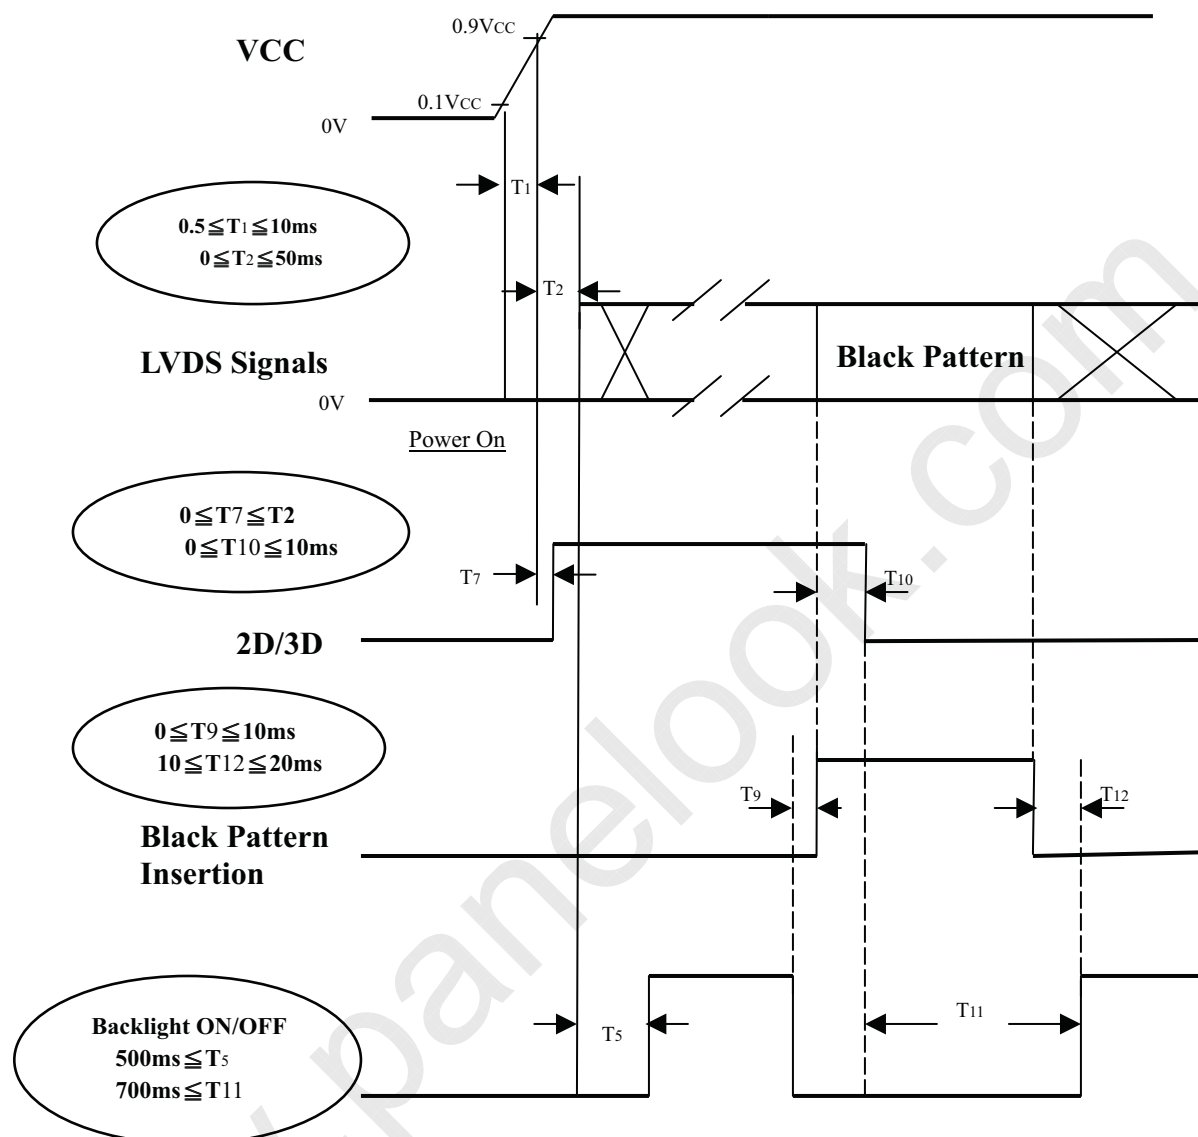 0.9VCC
VCC
0.1VCC
0V
T1
0.5≦T1≦10ms
0≦T2≦50ms
T2
LVDS Signals
Black Pattern
0V
Power On
0≦T7≦T2
0≦T10≦10ms
T7
T10
2D/3D
0≦T9≦10ms
10≦T12≦20ms
T9
T12
Black Pattern
Insertion
Backlight ON/OFF
500ms≦T5
700ms≦T11
T5
T11
panelook.com